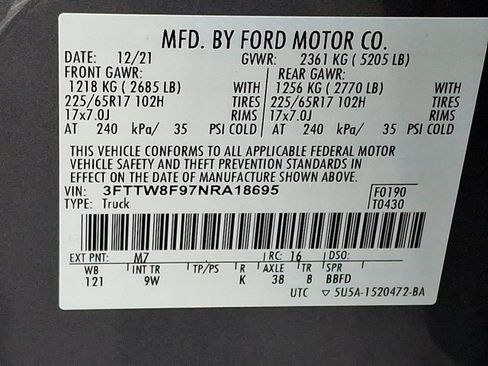 MFD. BY FORD MOTOR CO.
DATE: 12/21 GVWR: 2361 KG ( 5205 LB)
FRONT GAWR: REAR GAWR:
1218 KG ( 2685 LB) WITH 1256 KG ( 2770 LB) WITH
225/65R17 102H TIRES 225/65R17 102H TIRES
17x7.0J RIMS 17x7.0J RIMS
AT 240 kPa/ 35 PSI COLD AT 240 kPa/ 35 PSI COLD
THIS VEHICLE CONFORMS TO ALL APPLICABLE FEDERAL MOTOR
VEHICLE SAFETY AND THEFT PREVENTION STANDARDS IN
EFFECT ON THE DATE OF MANUFACTURE SHOWN ABOVE.
VIN: 3FTTW8F97NRA18695 F0190
TYPE: Truck T0430
EXT PNT: M7 RC: 16 DSO:
WB INT TR TP/PS R AXLE TR SPR
121 9W K 38 8 BBFD
UTC ▽ 5U5A-1520472-BA